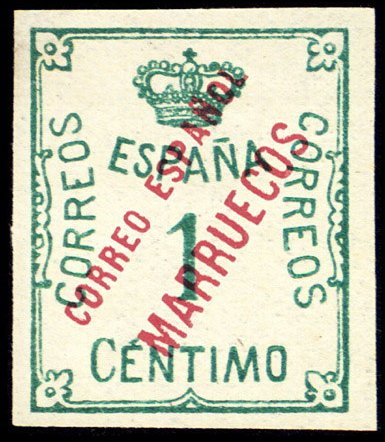 ESPAÑA
CORREOS
1
CORREOS
CÉNTIMO
CORREO ESPAÑOL
MARRUECOS